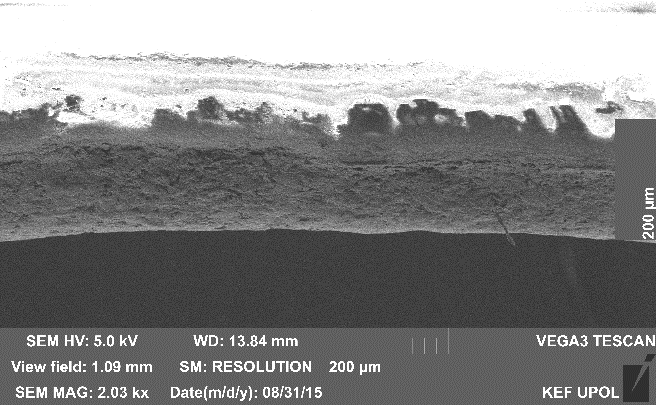 200 µm
SEM HV: 5.0 kV WD: 13.84 mm VEGA3 TESCAN
View field: 1.09 mm SM: RESOLUTION 200 µm
SEM MAG: 2.03 kx Date(m/d/y): 08/31/15 KEF UPOL